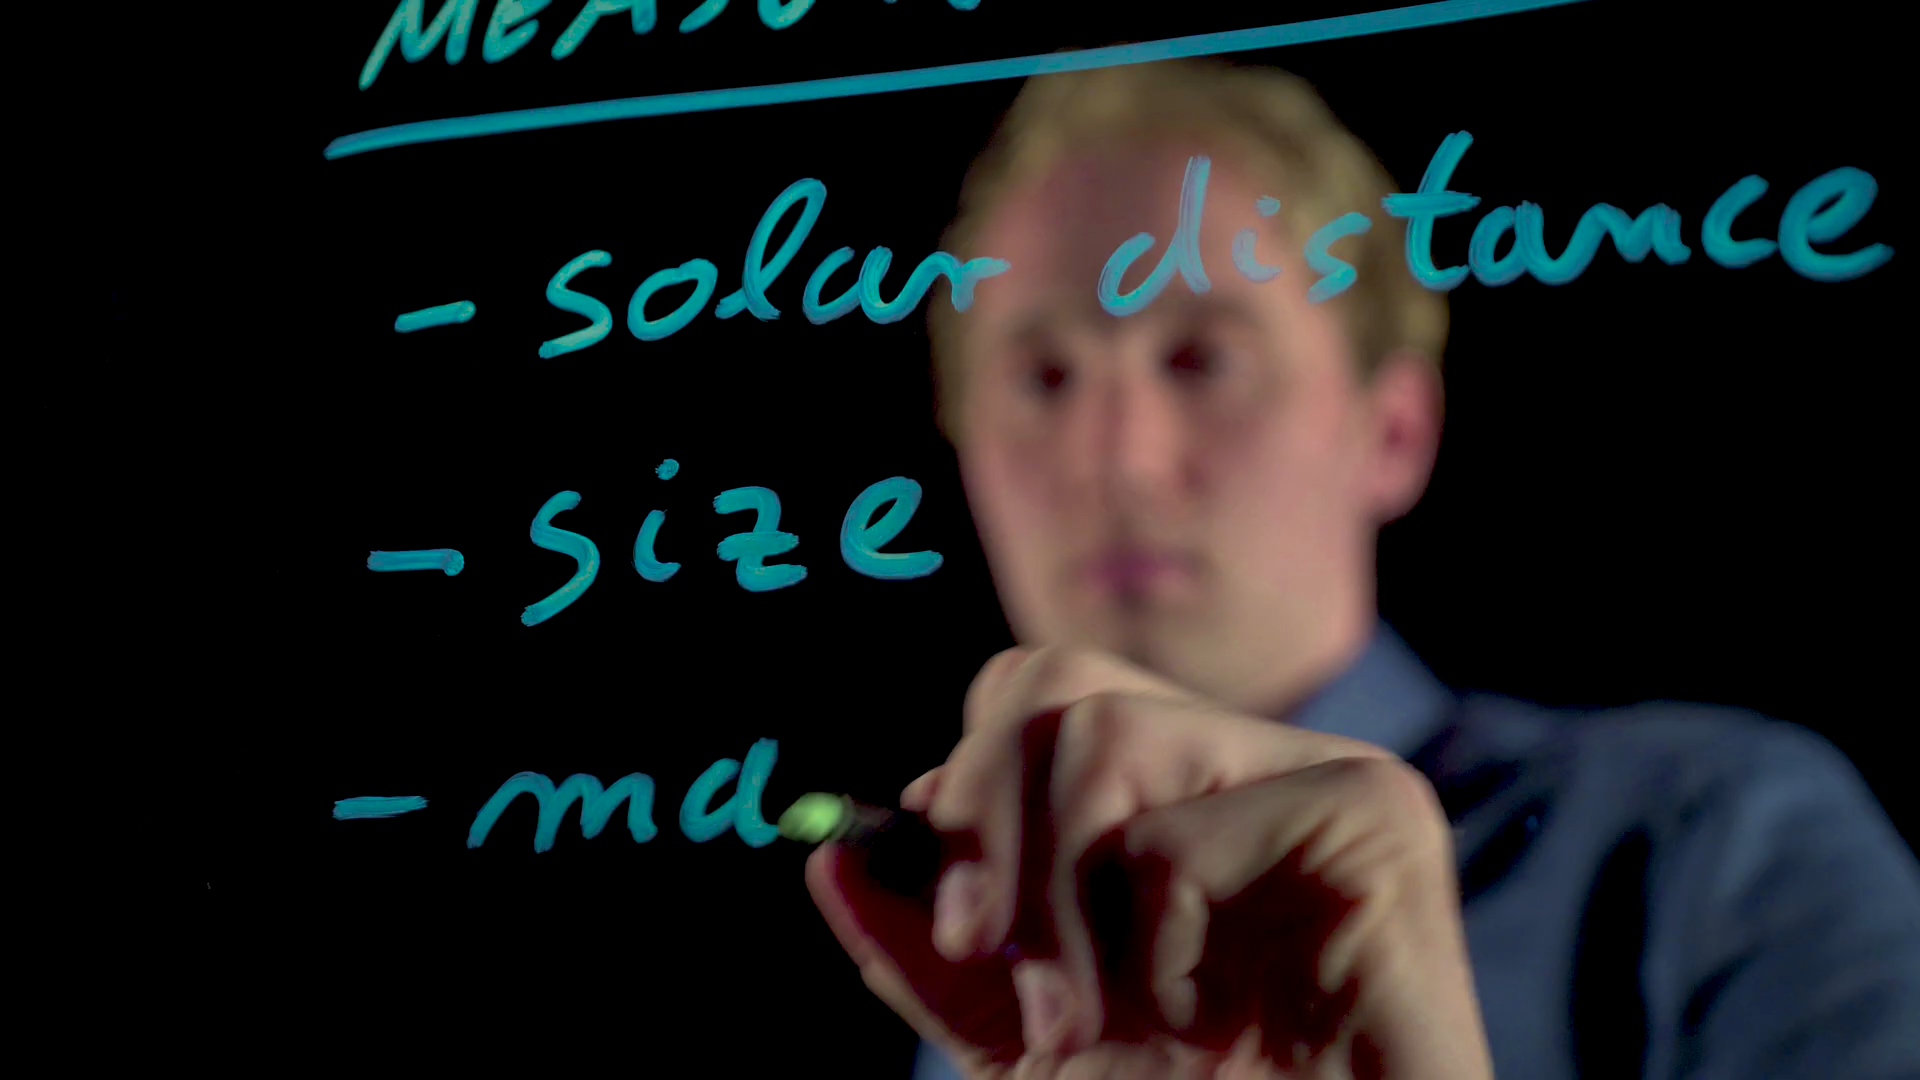 - solar distance
- size
- ma